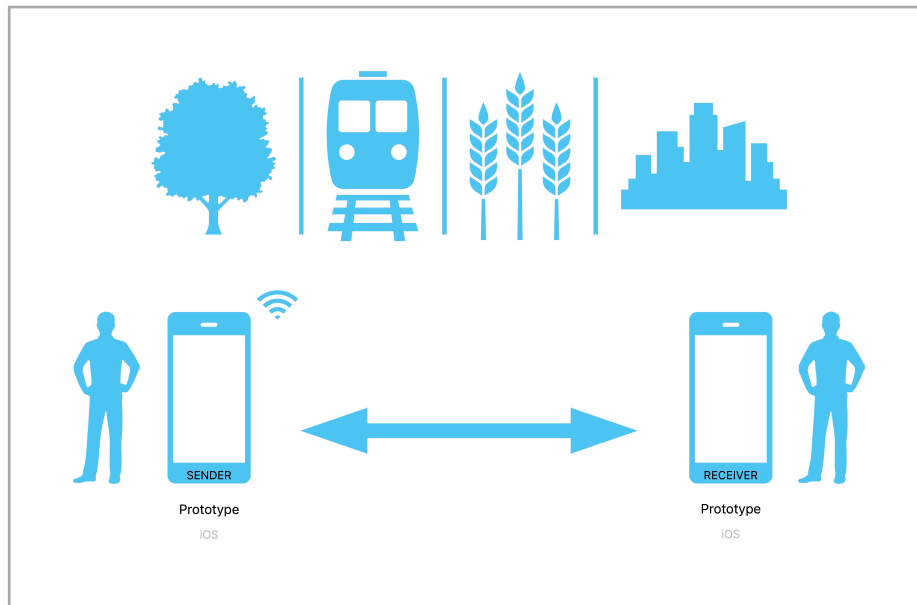 SENDER
RECEIVER
Prototype
Prototype
iOS
iOS